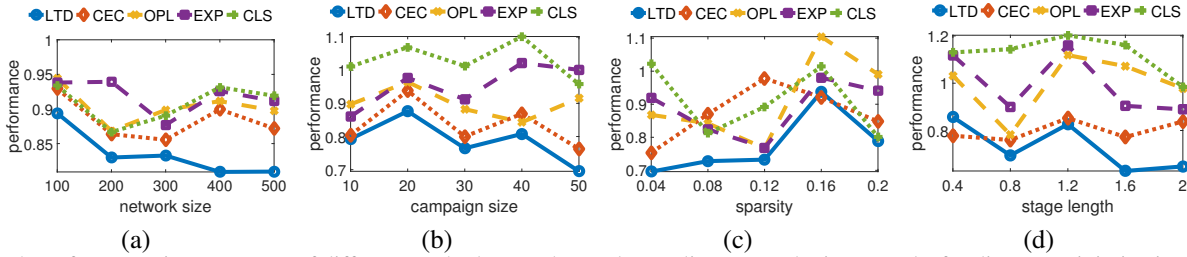 LTD CEC OPL EXP CLS
1
0.95
0.9
0.85
performance
100 200 300 400 500
network size
(a)
LTD CEC OPL EXP CLS
1.1
1
0.9
0.8
0.7
performance
10 20 30 40 50
campaign size
(b)
LTD CEC OPL EXP CLS
1.1
1
0.9
0.8
0.7
performance
0.04 0.08 0.12 0.16 0.2
sparsity
(c)
LTD CEC OPL EXP CLS
1.2
1
0.8
performance
0.4 0.8 1.2 1.6 2
stage length
(d)